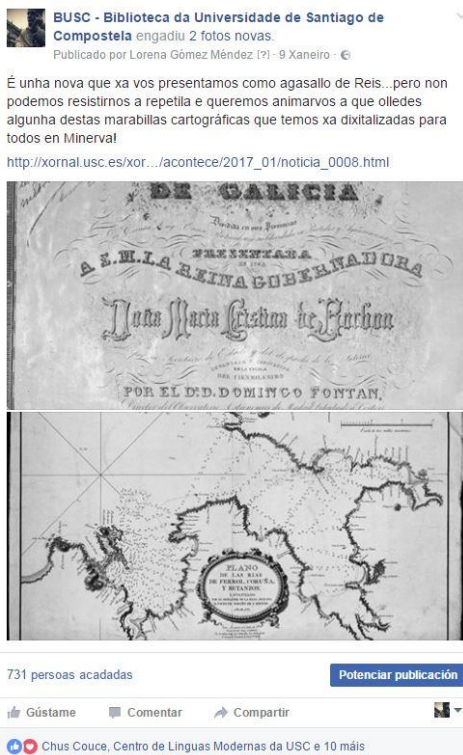 BUSC - Biblioteca da Universidade de Santiago de
Compostela engadiu 2 fotos novas.
Publicado por Lorena Gómez Méndez [?] · 9 Xaneiro ·
É unha nova que xa vos presentamos como agasallo de Reis...pero non
podemos resistirnos a repetila e queremos animarvos a que olledes
algunha destas marabillas cartográficas que temos xa dixitalizadas para
todos en Minerva!
http://xornal.usc.es/xor.../acontece/2017_01/noticia_0008.html
DE GALICIA
PRESENTADA
A S.M. LA REINA GOBERNADORA
Doña Maria Cristina de Borbon
POR EL D.D. DOMINGO FONTAN,
PLANO
DE LAS RIAS
DE FERROL, CORUÑA,
Y BETANZOS
731 persoas acadadas
Potenciar publicación
Gústame
Comentar
Compartir
Chus Couce, Centro de Linguas Modernas da USC e 10 máis